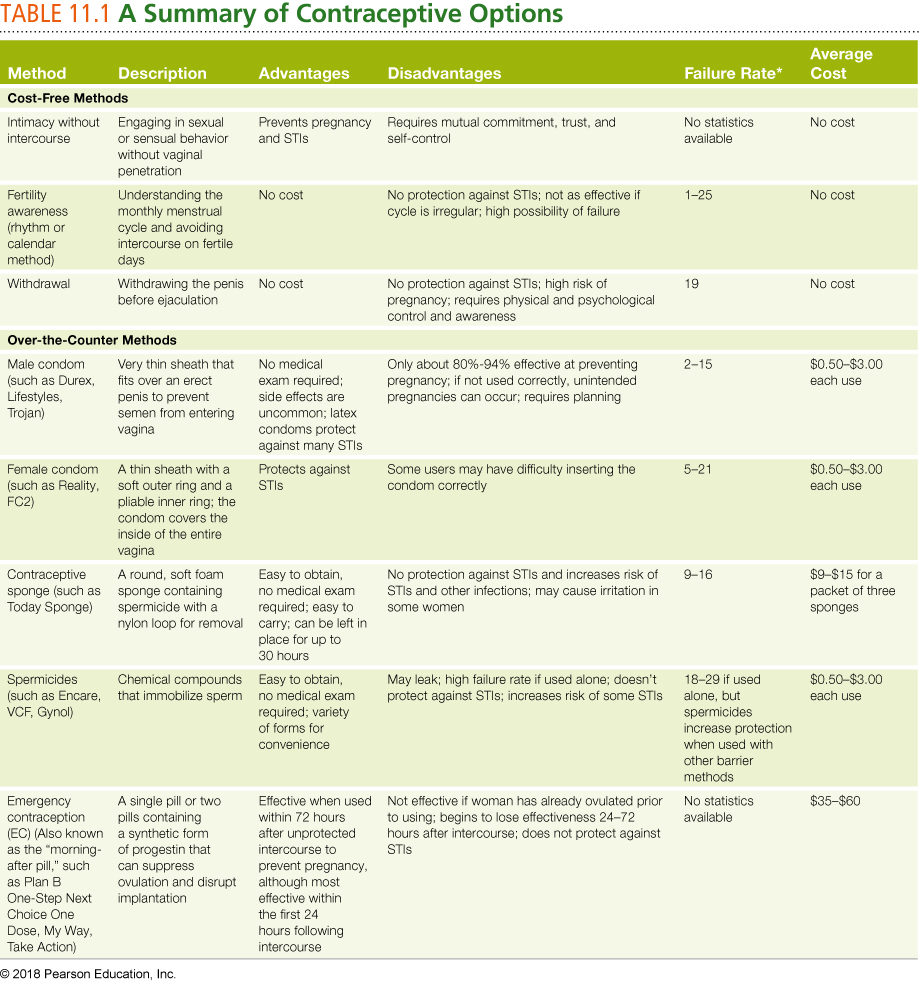 TABLE 11.1 A Summary of Contraceptive Options
Method Description Advantages Disadvantages Failure Rate* Average Cost
Cost-Free Methods
Intimacy without Engaging in sexual Prevents pregnancy Requires mutual commitment, trust, and No statistics No cost
intercourse or sensual behavior and STIs self-control available
without vaginal
penetration
Fertility Understanding the No cost No protection against STIs; not as effective if 1–25 No cost
awareness monthly menstrual cycle is irregular; high possibility of failure
(rhythm or cycle and avoiding
calendar intercourse on fertile
method) days
Withdrawal Withdrawing the penis No cost No protection against STIs; high risk of 19 No cost
before ejaculation pregnancy; requires physical and psychological
control and awareness
Over-the-Counter Methods
Male condom Very thin sheath that No medical Only about 80%-94% effective at preventing 2–15 $0.50–$3.00
(such as Durex, fits over an erect exam required; pregnancy; if not used correctly, unintended each use
Lifestyles, penis to prevent side effects are pregnancies can occur; requires planning
Trojan) semen from entering uncommon; latex
vagina condoms protect
against many STIs
Female condom A thin sheath with a Protects against Some users may have difficulty inserting the 5–21 $0.50–$3.00
(such as Reality, soft outer ring and a STIs condom correctly each use
FC2) pliable inner ring; the
condom covers the
inside of the entire
vagina
Contraceptive A round, soft foam Easy to obtain, No protection against STIs and increases risk of 9–16 $9–$15 for a
sponge (such as sponge containing no medical exam STIs and other infections; may cause irritation in packet of three
Today Sponge) spermicide with a required; easy to some women sponges
nylon loop for removal carry; can be left in
place for up to
30 hours
Spermicides Chemical compounds Easy to obtain, May leak; high failure rate if used alone; doesn't 18–29 if used $0.50–$3.00
(such as Encare, that immobilize sperm no medical exam protect against STIs; increases risk of some STIs alone, but each use
VCF, Gynol) required; variety spermicides
of forms for increase protection
convenience when used with
other barrier
methods
Emergency A single pill or two Effective when used Not effective if woman has already ovulated prior No statistics $35–$60
contraception pills containing within 72 hours to using; begins to lose effectiveness 24–72 available
(EC) (Also known a synthetic form after unprotected hours after intercourse; does not protect against
as the “morning- of progestin that intercourse to STIs
after pill,” such can suppress prevent pregnancy,
as Plan B ovulation and disrupt although most
One-Step Next implantation effective within
Choice One the first 24
Dose, My Way, hours following
Take Action) intercourse
© 2018 Pearson Education, Inc.